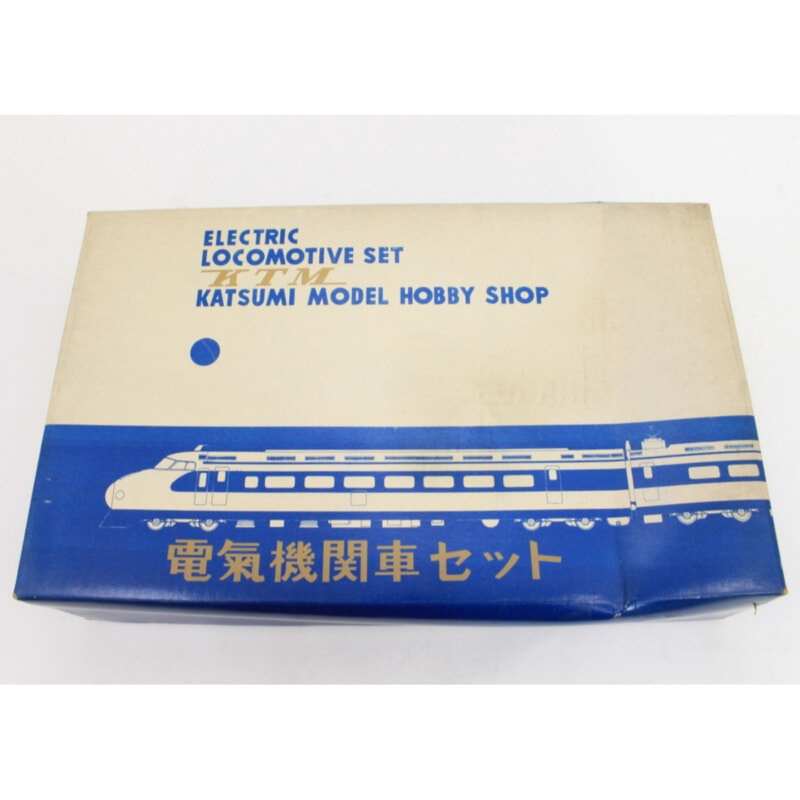 ELECTRIC
LOCOMOTIVE SET
KTM
KATSUMI MODEL HOBBY SHOP
電氣機関車セット